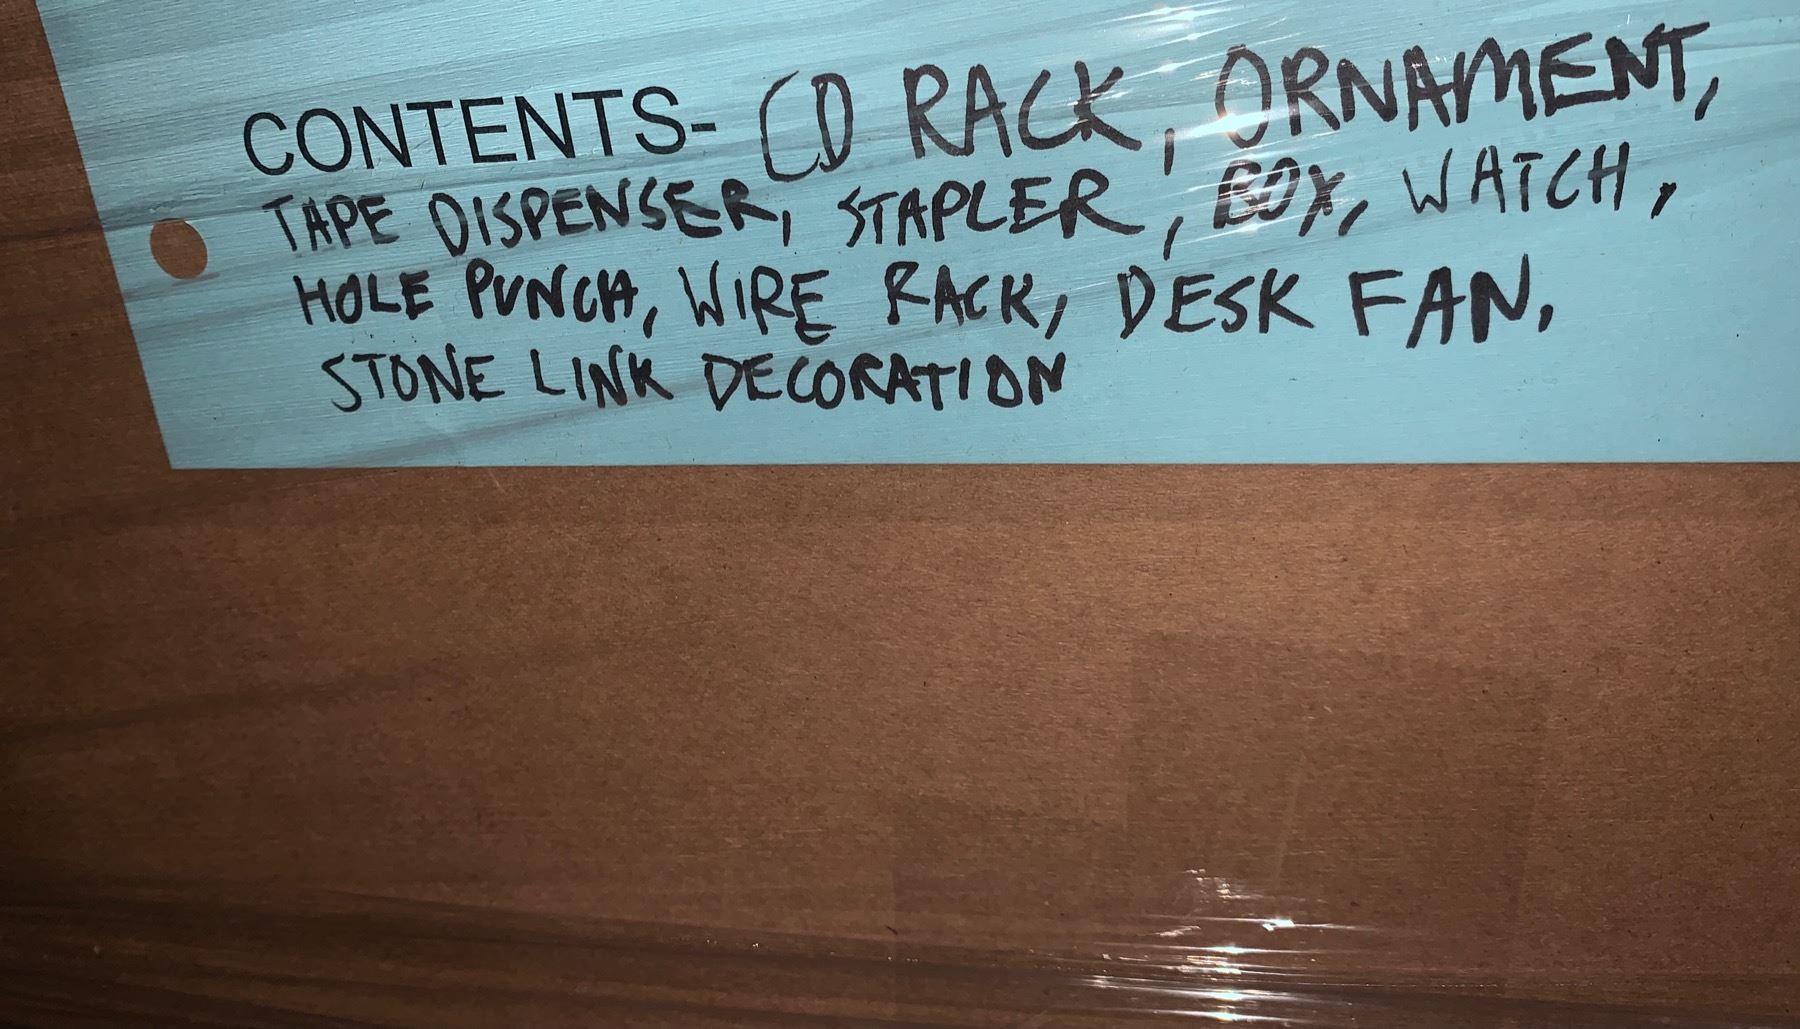 CONTENTS- CD RACK, ORNAMENT,
TAPE DISPENSER, STAPLER, BOX, WATCH,
HOLE PUNCH, WIRE RACK, DESK FAN,
STONE LINK DECORATION